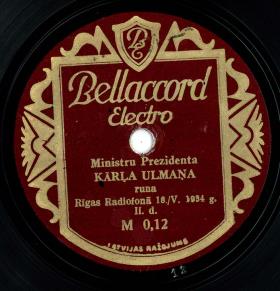 Bellaccord
Electro
Ministru Prezidenta
KĀRĻA ULMAŅA
runa
Rīgas Radiofonā 18/V. 1934 g.
II. d.
M 0,12
LATVIJAS RAŽOJUMS